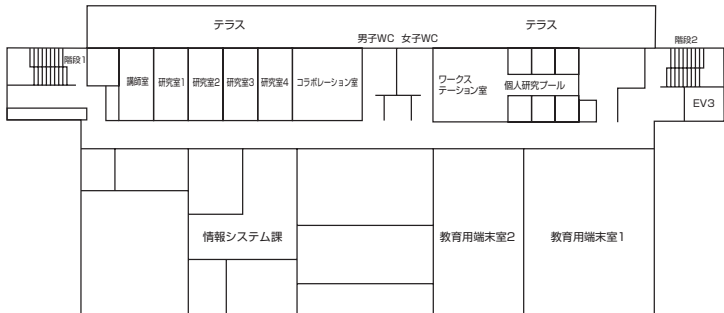 テラス
テラス
男子WC 女子WC
階段1
階段2
講師室
研究室1
研究室2
研究室3
研究室4
コラボレーション室
ワークス
テーション室
個人研究プール
EV3
情報システム課
教育用端末室2
教育用端末室1